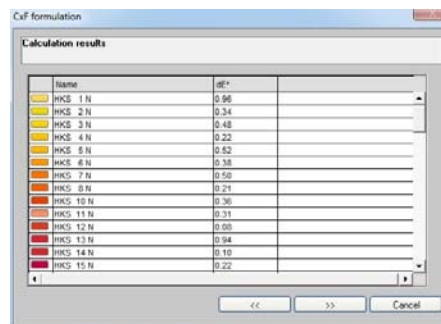 CxF formulation
Calculation results
Name dE*
HKS 1 N 0.96
HKS 2 N 0.34
HKS 3 N 0.48
HKS 4 N 0.22
HKS 5 N 0.52
HKS 6 N 0.38
HKS 7 N 0.50
HKS 8 N 0.21
HKS 10 N 0.36
HKS 11 N 0.31
HKS 12 N 0.08
HKS 13 N 0.94
HKS 14 N 0.10
HKS 15 N 0.22
<< >> Cancel